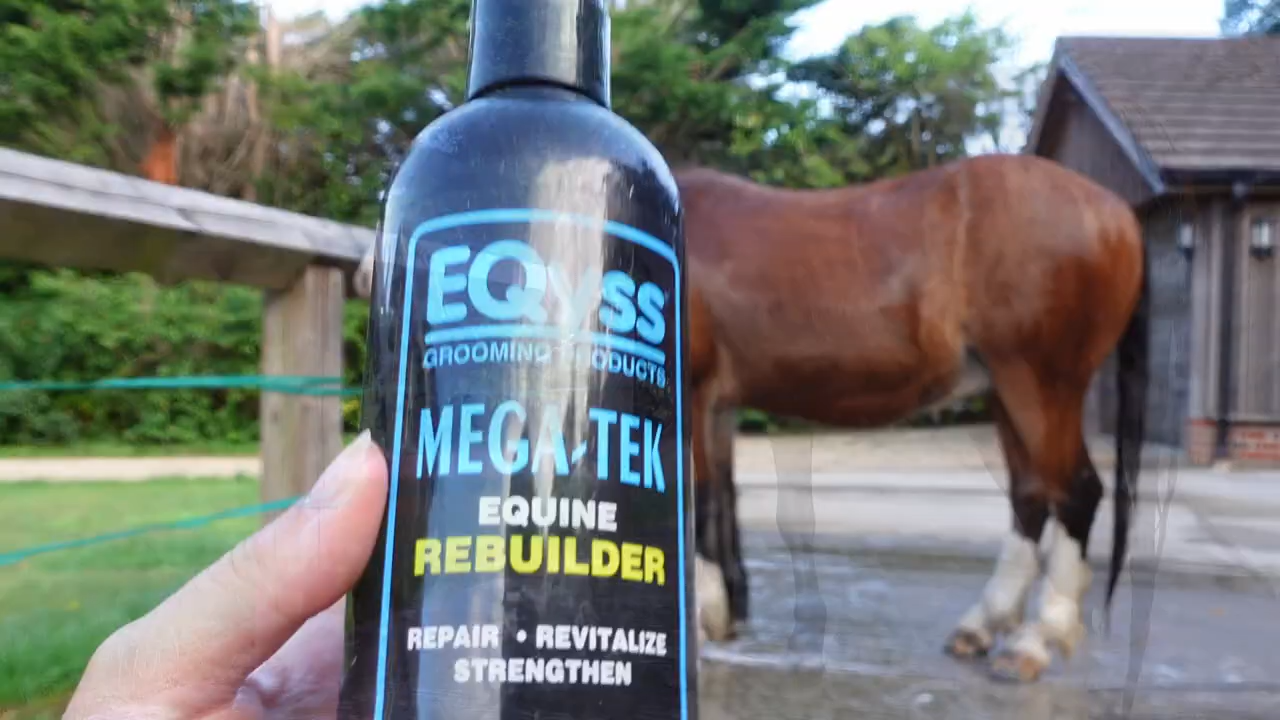 EQySS
GROOMING PRODUCTS
MEGA-TEK
EQUINE
REBUILDER
REPAIR • REVITALIZE
STRENGTHEN